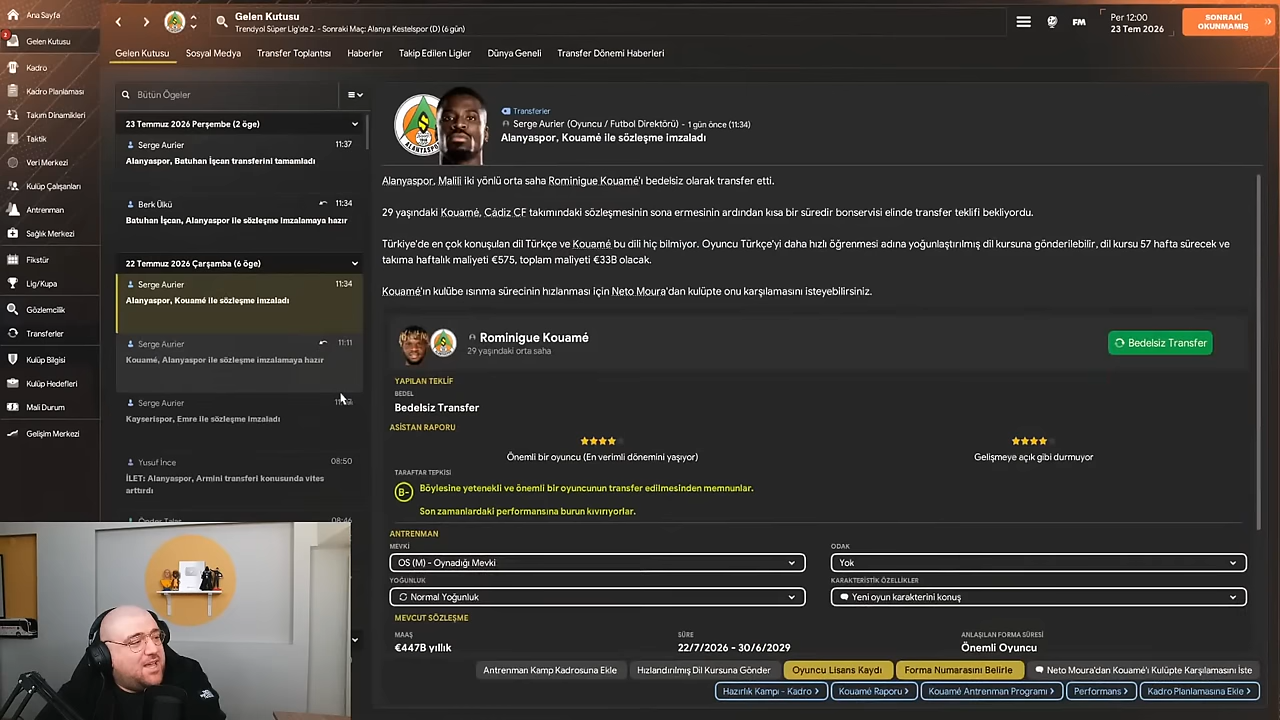 Ana Sayfa
2
Gelen Kutusu
Kadro
Kadro Planlaması
Takım Dinamikleri
Taktik
Veri Merkezi
Kulüp Çalışanları
Antrenman
Sağlık Merkezi
Fikstür
Lig/Kupa
Gözlemcilik
Transferler
Kulüp Bilgisi
Kulüp Hedefleri
Mali Durum
Gelişim Merkezi
Gelen Kutusu
Trendyol Süper Lig'de 2. - Sonraki Maç: Alanya Kestelspor (D) (6 gün)
FM
Per 12:00
23 Tem 2026
SONRAKİ
OKUNMAMIŞ
Gelen Kutusu Sosyal Medya Transfer Toplantısı Haberler Takip Edilen Ligler Dünya Geneli Transfer Dönemi Haberleri
Bütün Ögeler
23 Temmuz 2026 Perşembe (2 öge)
Serge Aurier 11:37
Alanyaspor, Batuhan İşcan transferini tamamladı
Berk Ülkü 11:34
Batuhan İşcan, Alanyaspor ile sözleşme imzalamaya hazır
22 Temmuz 2026 Çarşamba (6 öge)
Serge Aurier 11:34
Alanyaspor, Kouamé ile sözleşme imzaladı
Serge Aurier 11:11
Kouamé, Alanyaspor ile sözleşme imzalamaya hazır
Serge Aurier
Kayserispor, Emre ile sözleşme imzaladı
Yusuf İnce 08:50
İLET: Alanyaspor, Armini transferi konusunda vites
arttırdı
Önder Talas 08:46
Transferler
Serge Aurier (Oyuncu / Futbol Direktörü) - 1 gün önce (11:34)
Alanyaspor, Kouamé ile sözleşme imzaladı
Alanyaspor, Malili iki yönlü orta saha Rominigue Kouamé'ı bedelsiz olarak transfer etti.
29 yaşındaki Kouamé, Cádiz CF takımındaki sözleşmesinin sona ermesinin ardından kısa bir süredir bonservisi elinde transfer teklifi bekliyordu.
Türkiye'de en çok konuşulan dil Türkçe ve Kouamé bu dili hiç bilmiyor. Oyuncu Türkçe'yi daha hızlı öğrenmesi adına yoğunlaştırılmış dil kursuna gönderilebilir, dil kursu 57 hafta sürecek ve
takıma haftalık maliyeti €575, toplam maliyeti €33B olacak.
Kouamé'ın kulübe ısınma sürecinin hızlanması için Neto Moura'dan kulüpte onu karşılamasını isteyebilirsiniz.
Rominigue Kouamé
29 yaşındaki orta saha
Bedelsiz Transfer
YAPILAN TEKLİF
BEDEL
Bedelsiz Transfer
ASİSTAN RAPORU
Önemli bir oyuncu (En verimli dönemini yaşıyor) Gelişmeye açık gibi durmuyor
TARAFTAR TEPKİSİ
B- Böylesine yetenekli ve önemli bir oyuncunun transfer edilmesinden memnunlar.
Son zamanlardaki performansına burun kıvırıyorlar.
ANTRENMAN
MEVKİ ODAK
OS (M) - Oynadığı Mevki Yok
YOĞUNLUK KARAKTERİSTİK ÖZELLİKLER
Normal Yoğunluk Yeni oyun karakterini konuş
MEVCUT SÖZLEŞME
MAAŞ SÜRE ANLAŞILAN FORMA SÜRESİ
€447B yıllık 22/7/2026 - 30/6/2029 Önemli Oyuncu
Antrenman Kamp Kadrosuna Ekle Hızlandırılmış Dil Kursuna Gönder Oyuncu Lisans Kaydı Forma Numarasını Belirle Neto Moura'dan Kouamé'ı Kulüpte Karşılamasını İste
Hazırlık Kampı - Kadro Kouamé Raporu Kouamé Antrenman Programı Performans Kadro Planlamasına Ekle